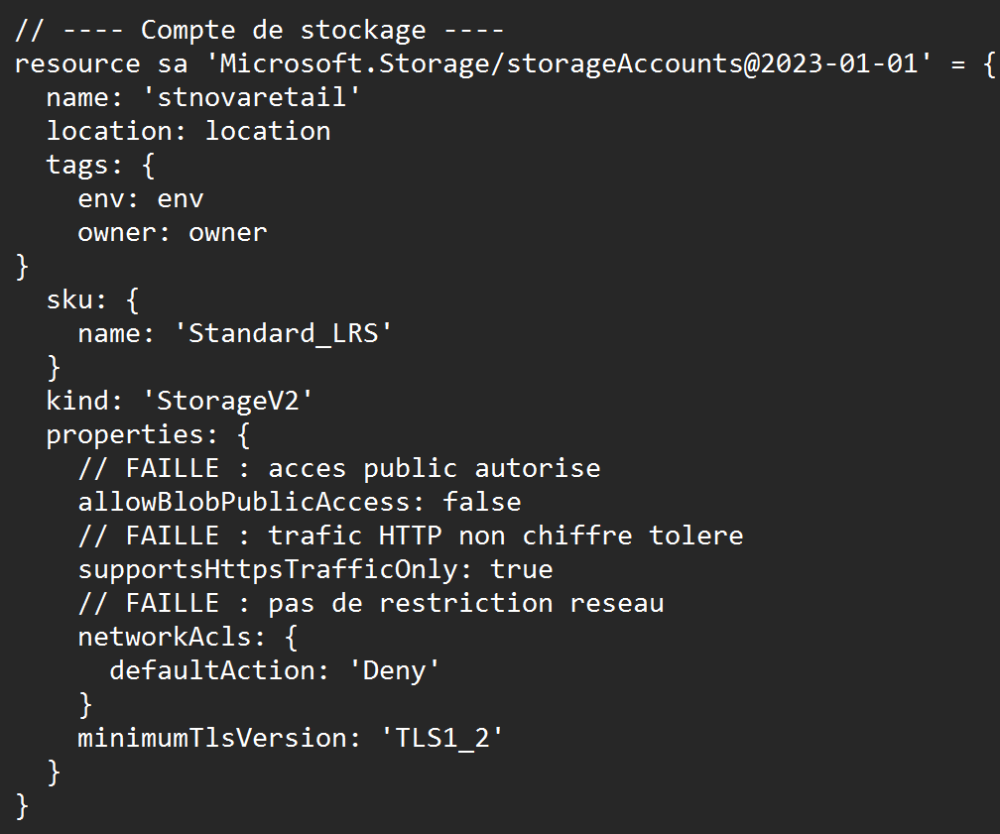 // ---- Compte de stockage ----
resource sa 'Microsoft.Storage/storageAccounts@2023-01-01' = {
  name: 'stnovaretail'
  location: location
  tags: {
    env: env
    owner: owner
}
  sku: {
    name: 'Standard_LRS'
  }
  kind: 'StorageV2'
  properties: {
    // FAILLE : acces public autorise
    allowBlobPublicAccess: false
    // FAILLE : trafic HTTP non chiffre tolere
    supportsHttpsTrafficOnly: true
    // FAILLE : pas de restriction reseau
    networkAcls: {
      defaultAction: 'Deny'
    }
    minimumTlsVersion: 'TLS1_2'
  }
}